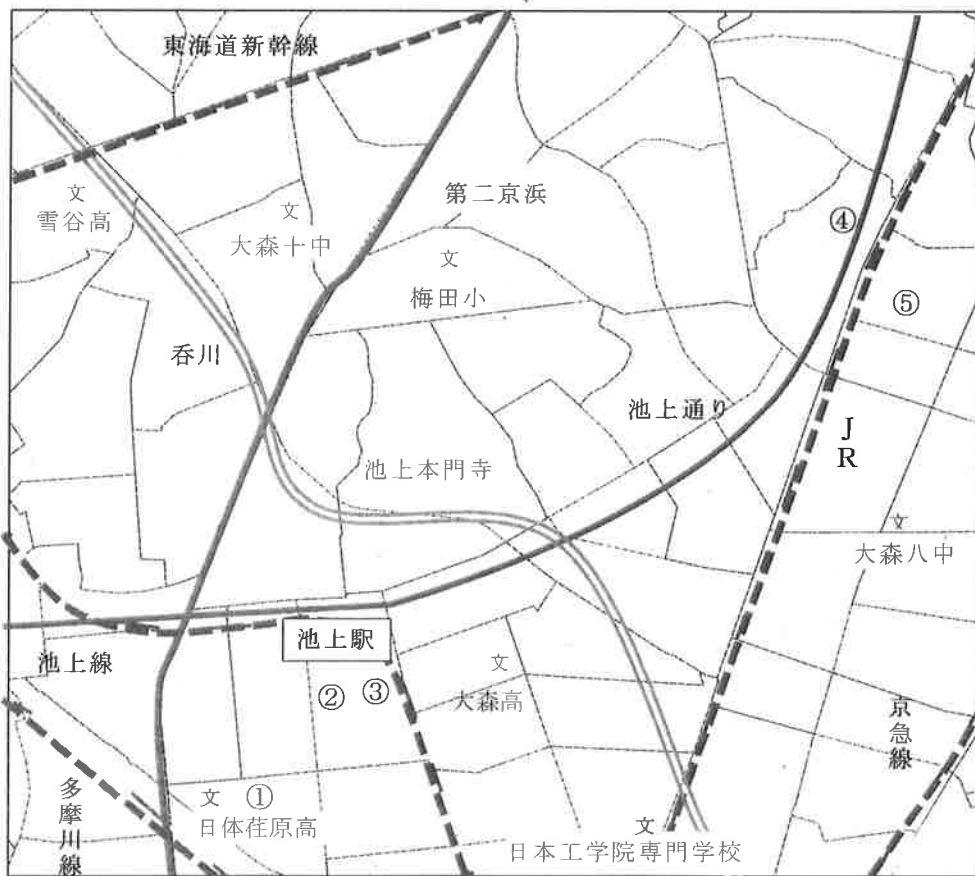 東海道新幹線
文
雪谷高
文
大森十中
第二京浜
文
梅田小
④
⑤
呑川
池上通り
JR
池上本門寺
文
大森八中
池上線
池上駅
②
③
文
大森高
京急線
多摩川線
文
①
日体荏原高
文
日本工学院専門学校